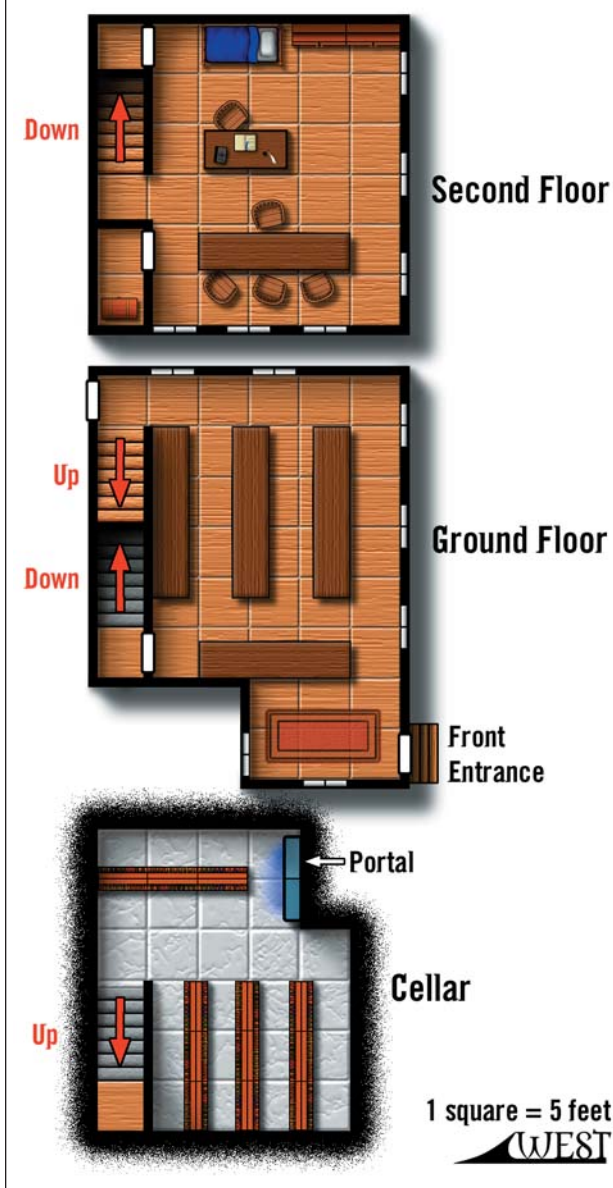 Down
Second Floor
Up
Ground Floor
Down
Front
Entrance
Portal
Cellar
Up
1 square = 5 feet
WEST